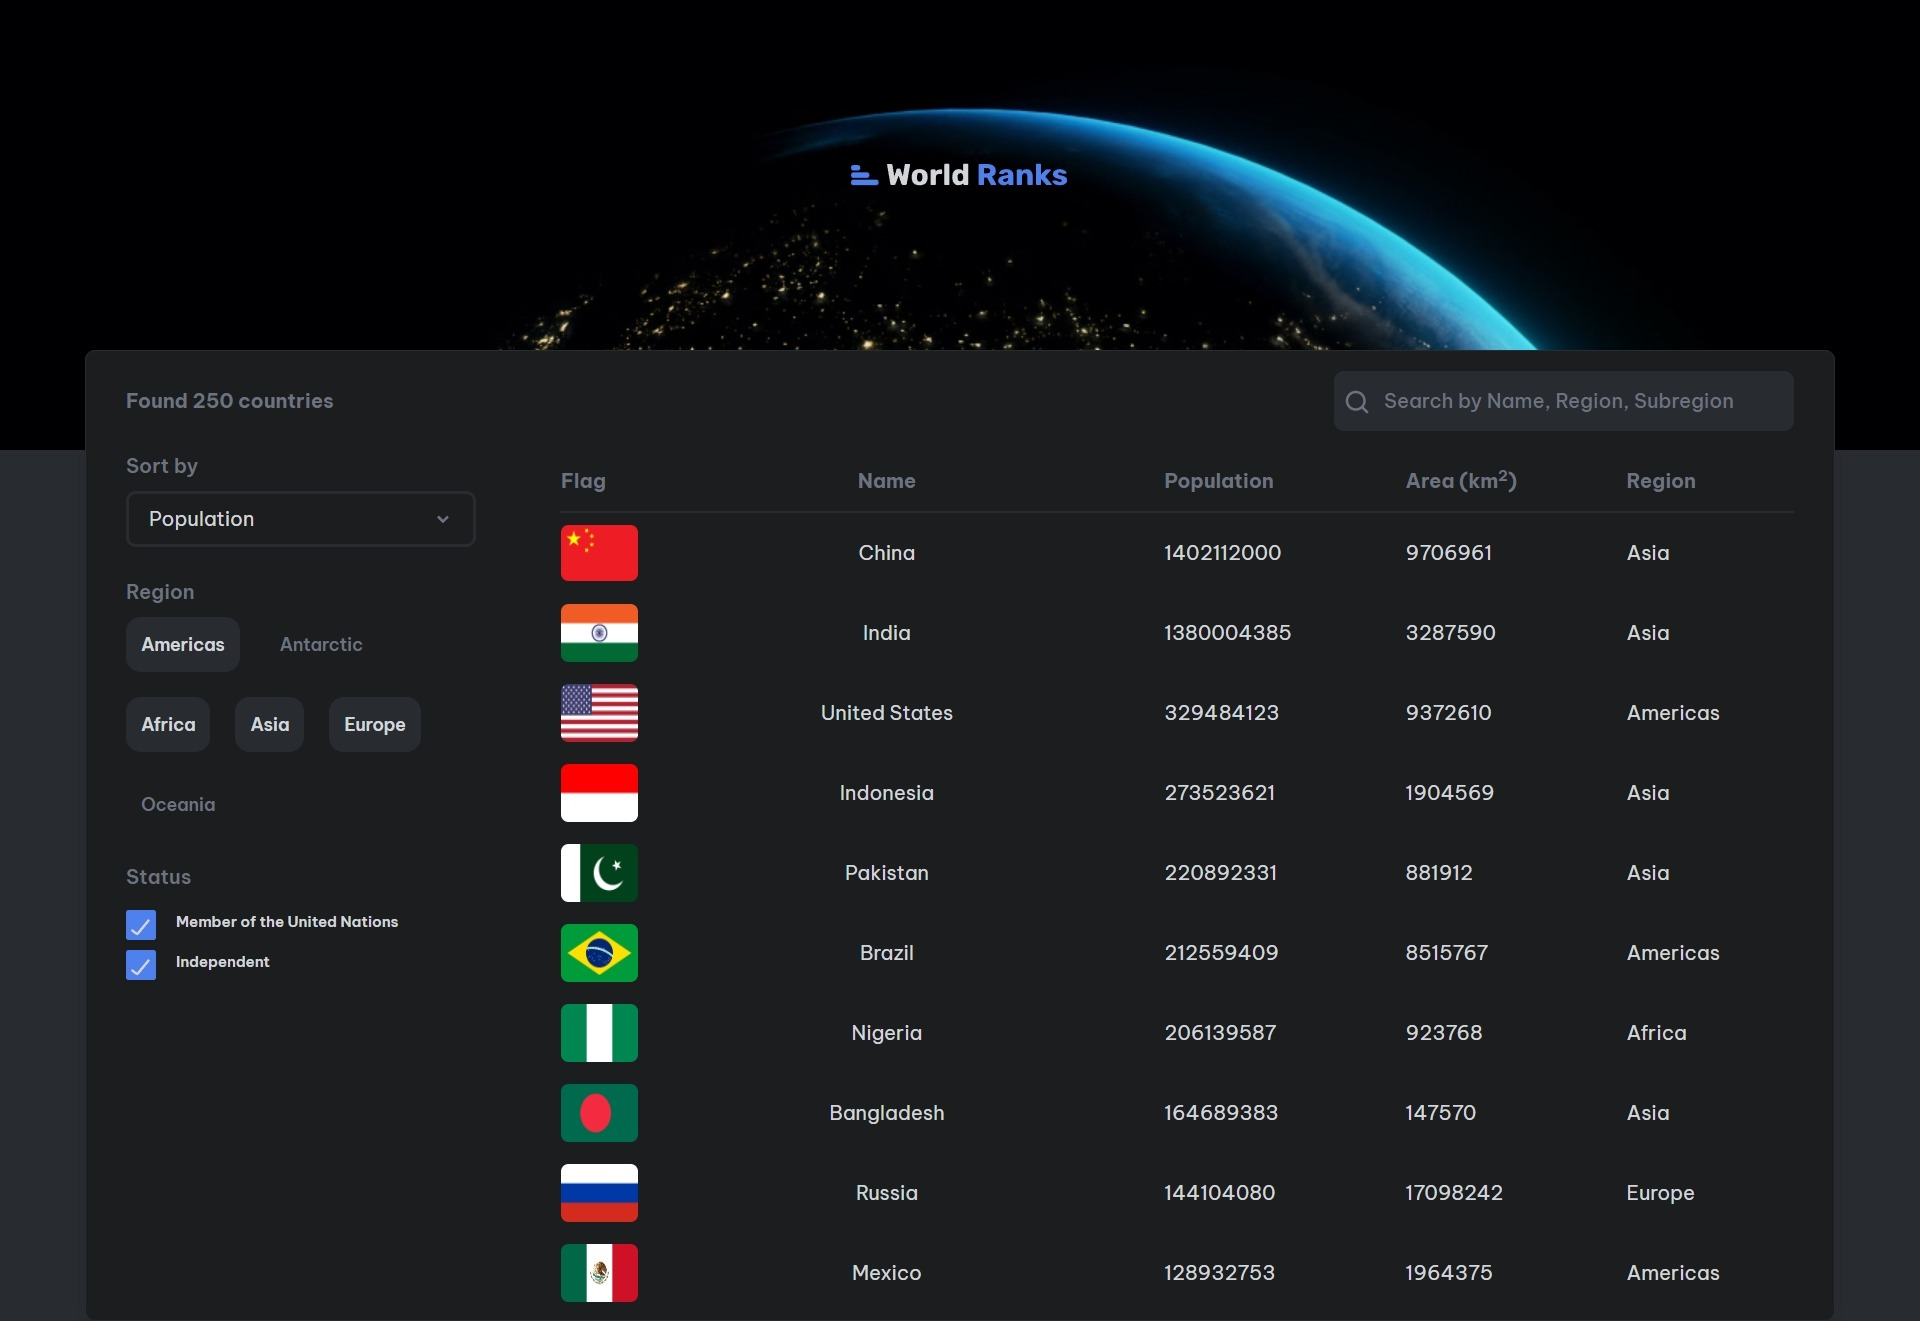 World Ranks
Found 250 countries
Search by Name, Region, Subregion
Sort by
Population
Region
Americas Antarctic
Africa Asia Europe
Oceania
Status
Member of the United Nations
Independent
Flag Name Population Area (km²) Region
China 1402112000 9706961 Asia
India 1380004385 3287590 Asia
United States 329484123 9372610 Americas
Indonesia 273523621 1904569 Asia
Pakistan 220892331 881912 Asia
Brazil 212559409 8515767 Americas
Nigeria 206139587 923768 Africa
Bangladesh 164689383 147570 Asia
Russia 144104080 17098242 Europe
Mexico 128932753 1964375 Americas